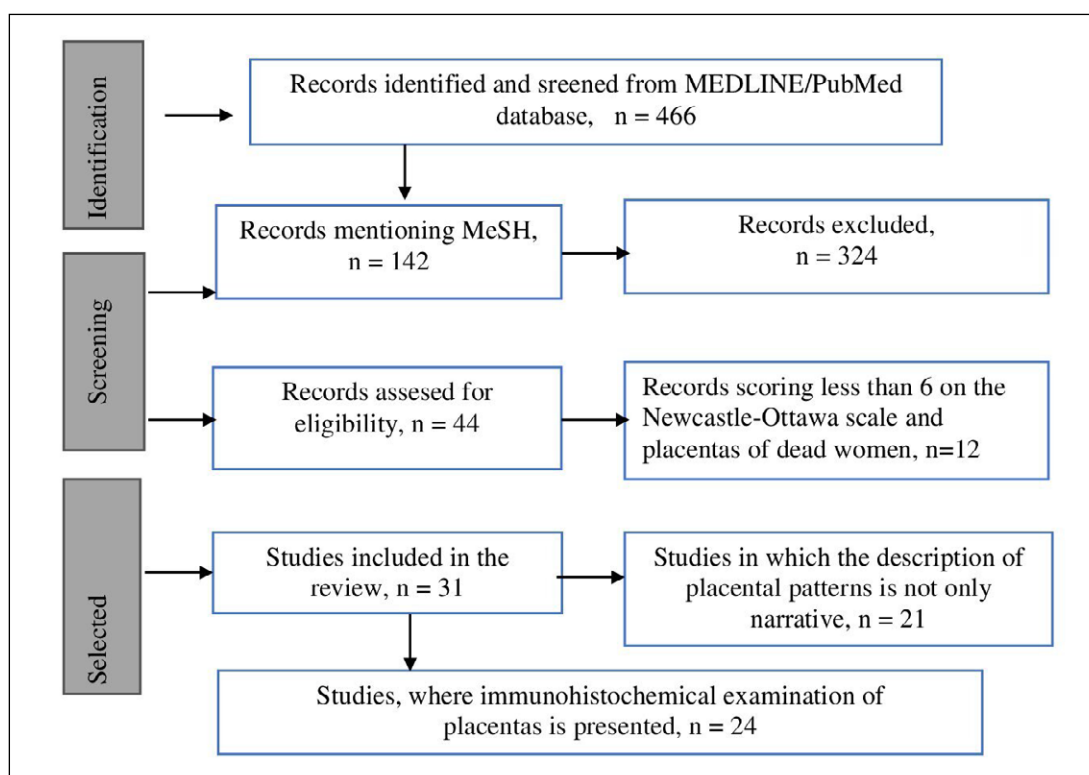 Identification
Records identified and sreened from MEDLINE/PubMed
database, n = 466
Records mentioning MeSH,
n = 142
Records excluded,
n = 324
Screening
Records assesed for
eligibility, n = 44
Records scoring less than 6 on the
Newcastle-Ottawa scale and
placentas of dead women, n=12
Selected
Studies included in the
review, n = 31
Studies in which the description of
placental patterns is not only
narrative, n = 21
Studies, where immunohistochemical examination of
placentas is presented, n = 24